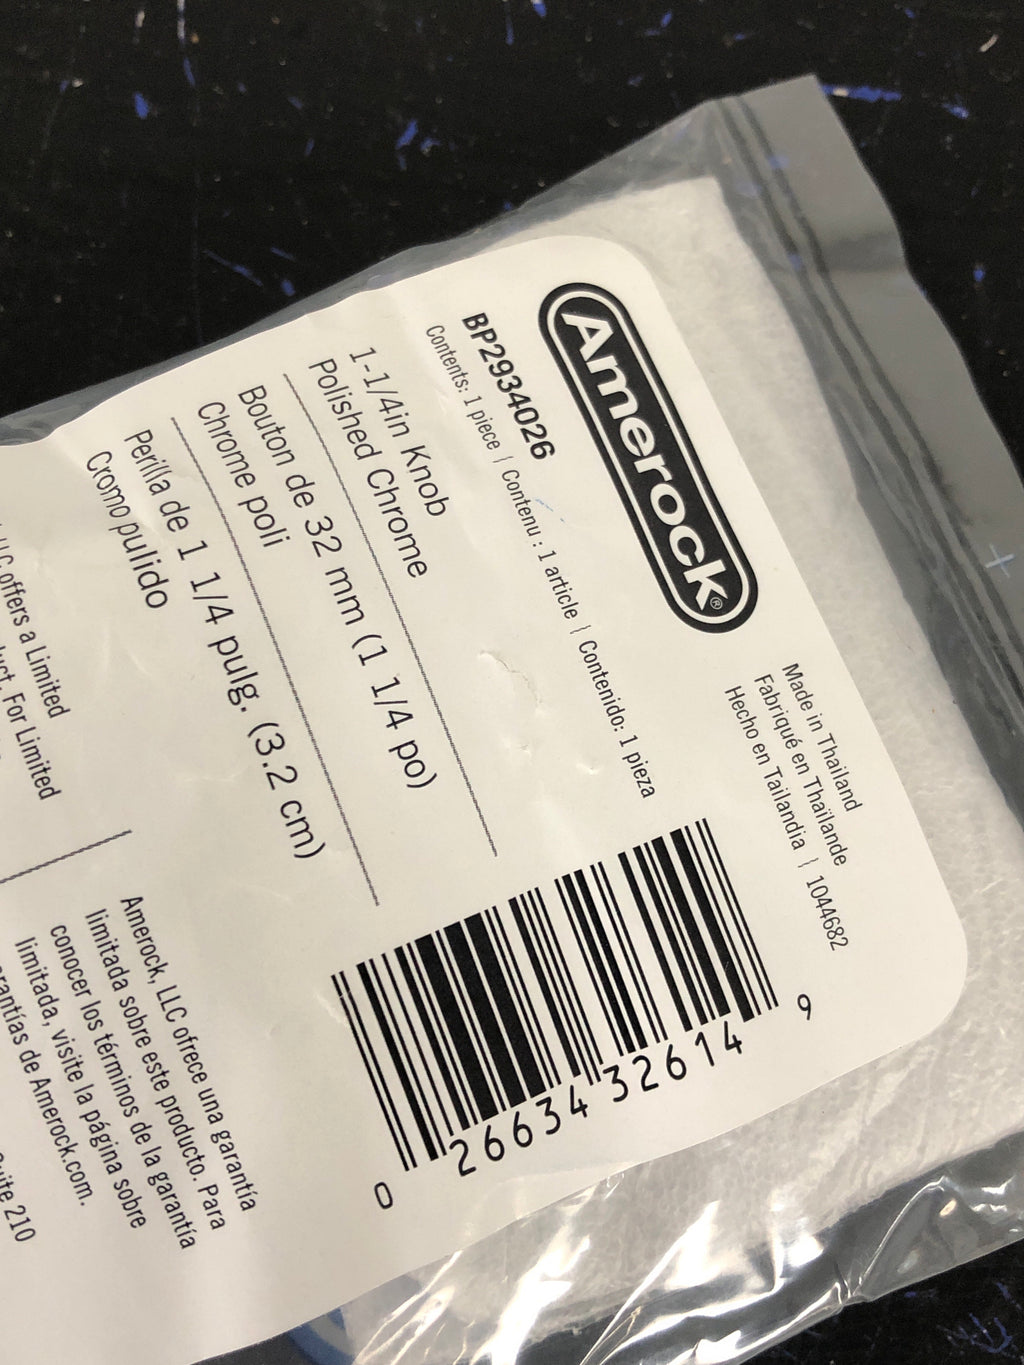 Amerock®
BP2934026
Contents: 1 piece | Contenu : 1 article | Contenido: 1 pieza
1-1/4in Knob
Polished Chrome
Bouton de 32 mm (1 1/4 po)
Chrome poli
Perilla de 1 1/4 pulg. (3.2 cm)
Cromo pulido
Made in Thailand
Fabriqué en Thaïlande
Hecho en Tailandia | 1044682
0 26634 32614 9
offers a Limited
For Limited
Amerock, LLC ofrece una garantía
limitada sobre este producto. Para
conocer los términos de la garantía
limitada, visite la página sobre
de Amerock.com.
210